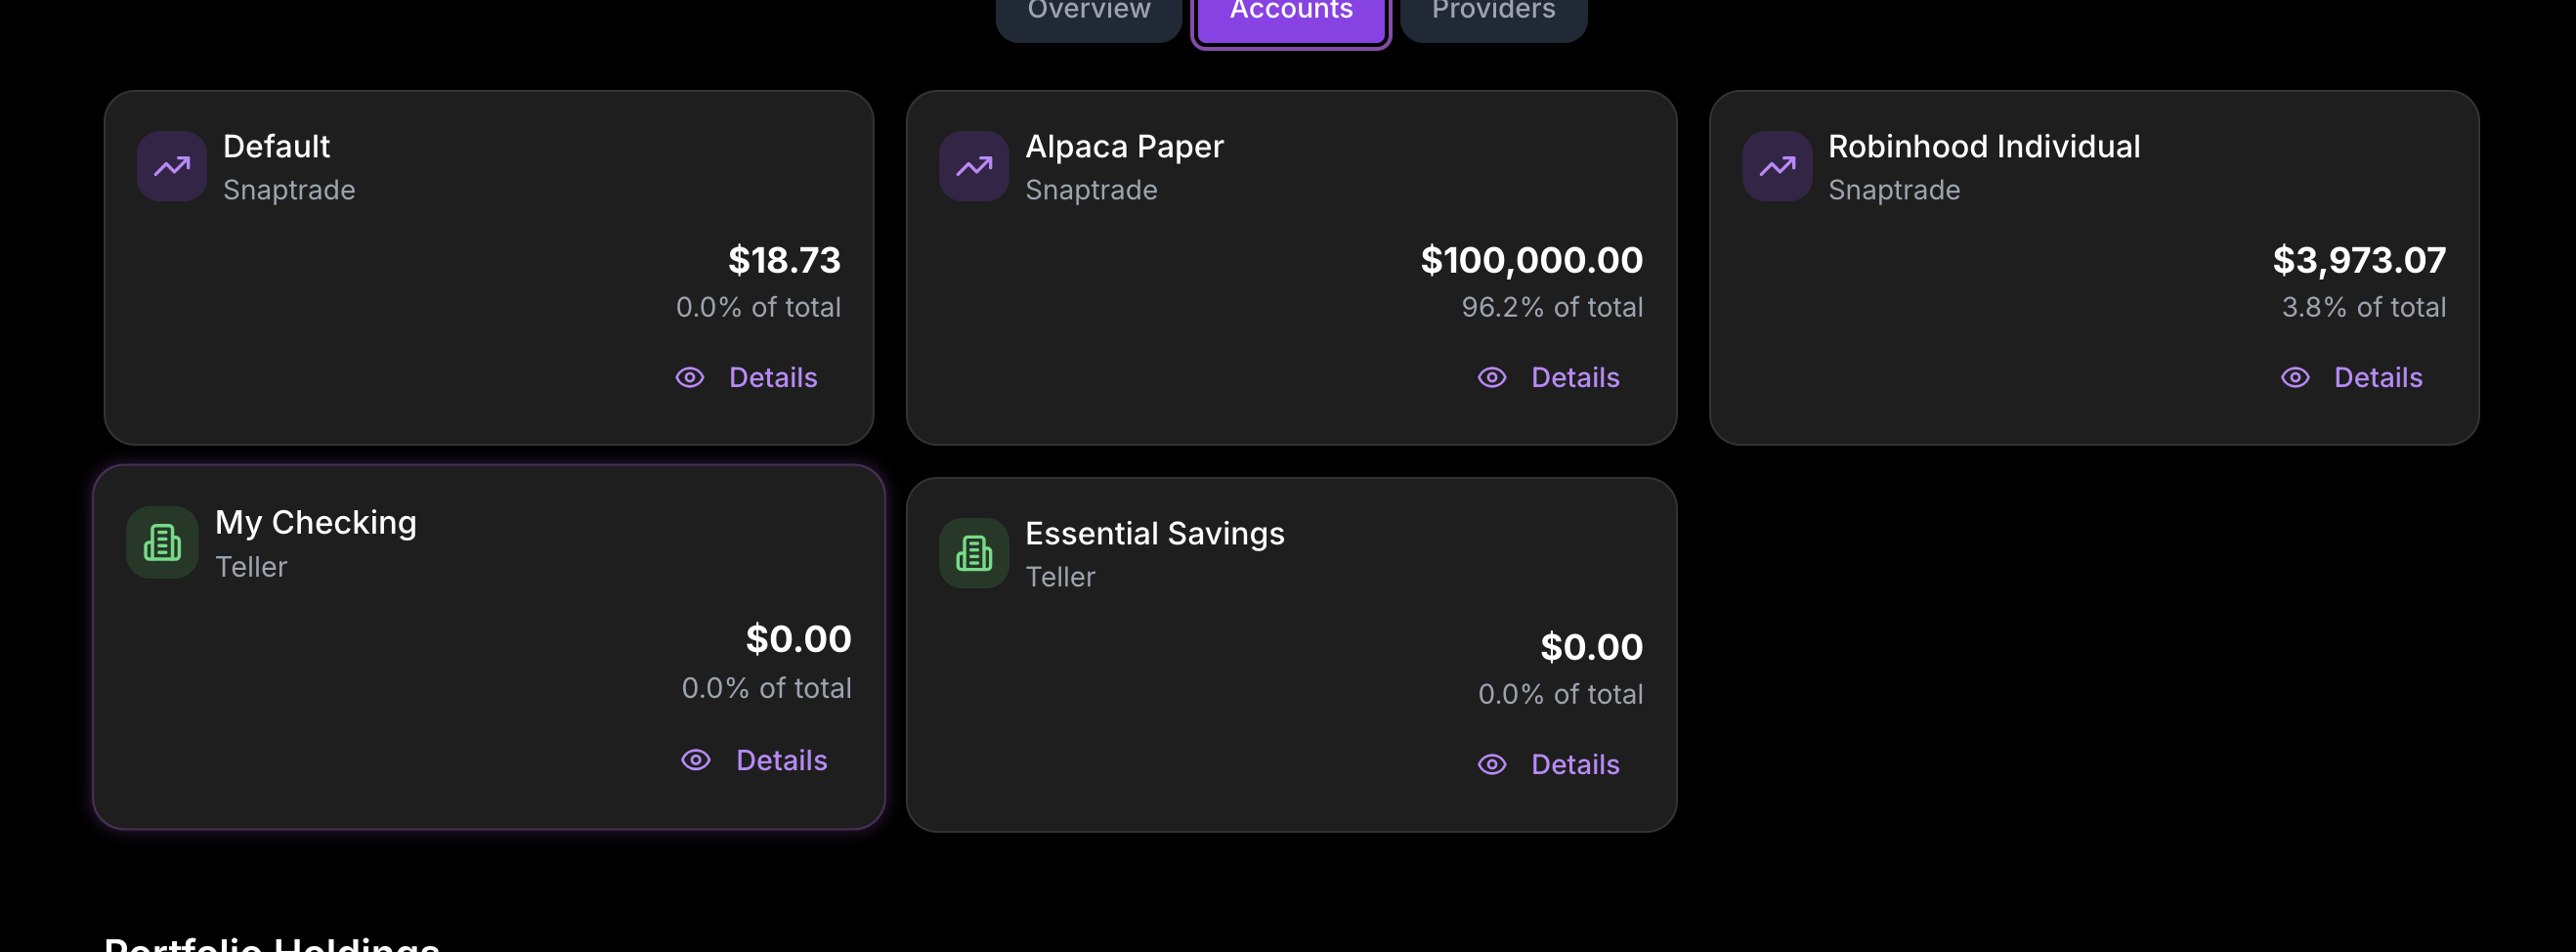 Overview
Accounts
Providers
Default
Snaptrade
$18.73
0.0% of total
Details
Alpaca Paper
Snaptrade
$100,000.00
96.2% of total
Details
Robinhood Individual
Snaptrade
$3,973.07
3.8% of total
Details
My Checking
Teller
$0.00
0.0% of total
Details
Essential Savings
Teller
$0.00
0.0% of total
Details
Portfolio Holdings